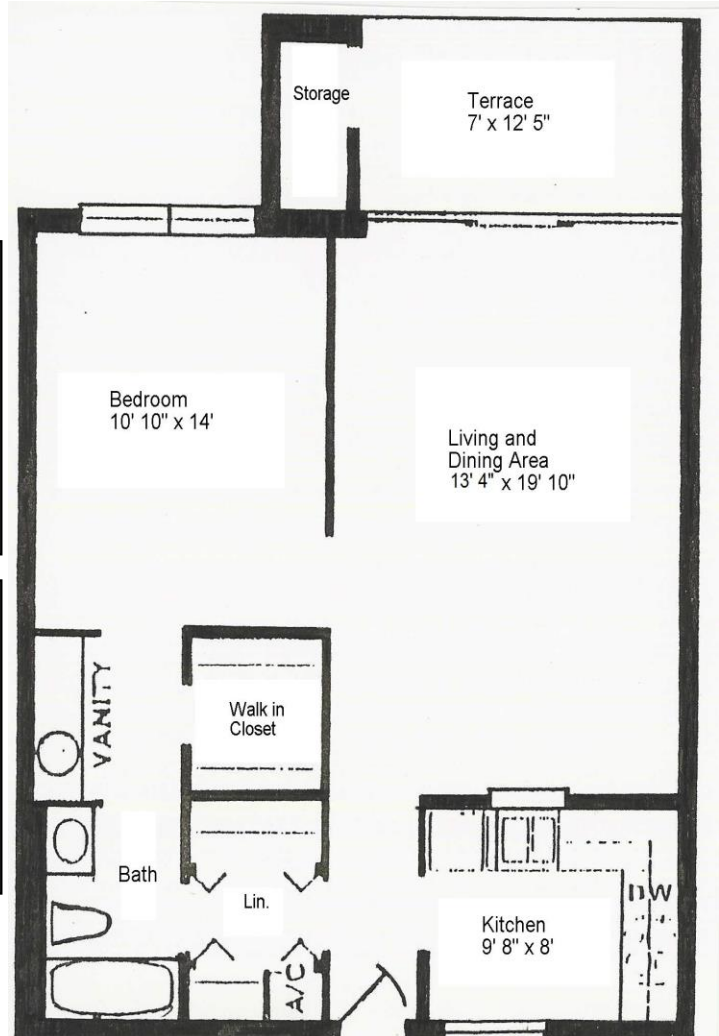 Storage
Terrace
7' x 12' 5"
Bedroom
10' 10" x 14'
Living and
Dining Area
13' 4" x 19' 10"
VANITY
Walk in
Closet
Bath
Lin.
A/C
Kitchen
9' 8" x 8'
DW